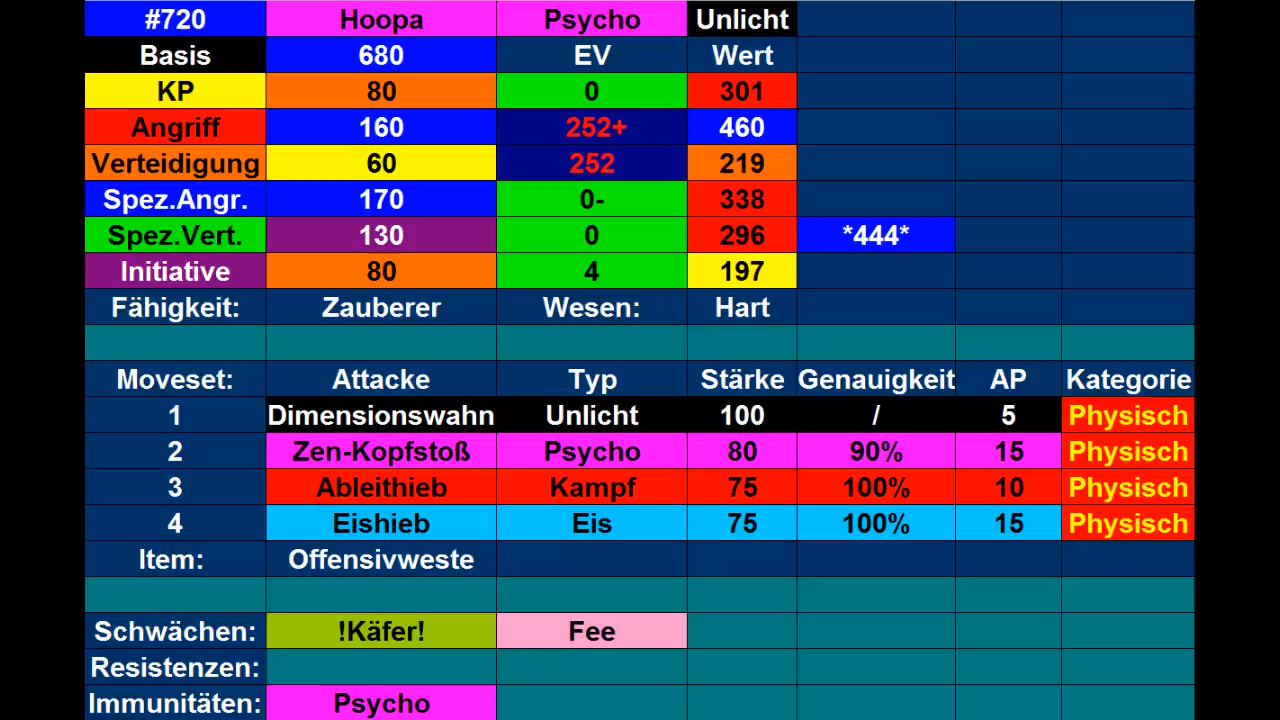 #720 Hoopa Psycho Unlicht
Basis 680 EV Wert
KP 80 0 301
Angriff 160 252+ 460
Verteidigung 60 252 219
Spez.Angr. 170 0- 338
Spez.Vert. 130 0 296 *444*
Initiative 80 4 197
Fähigkeit: Zauberer Wesen: Hart
Moveset: Attacke Typ Stärke Genauigkeit AP Kategorie
1 Dimensionswahn Unlicht 100 / 5 Physisch
2 Zen-Kopfstoß Psycho 80 90% 15 Physisch
3 Ableithieb Kampf 75 100% 10 Physisch
4 Eishieb Eis 75 100% 15 Physisch
Item: Offensivweste
Schwächen: !Käfer! Fee
Resistenzen:
Immunitäten: Psycho